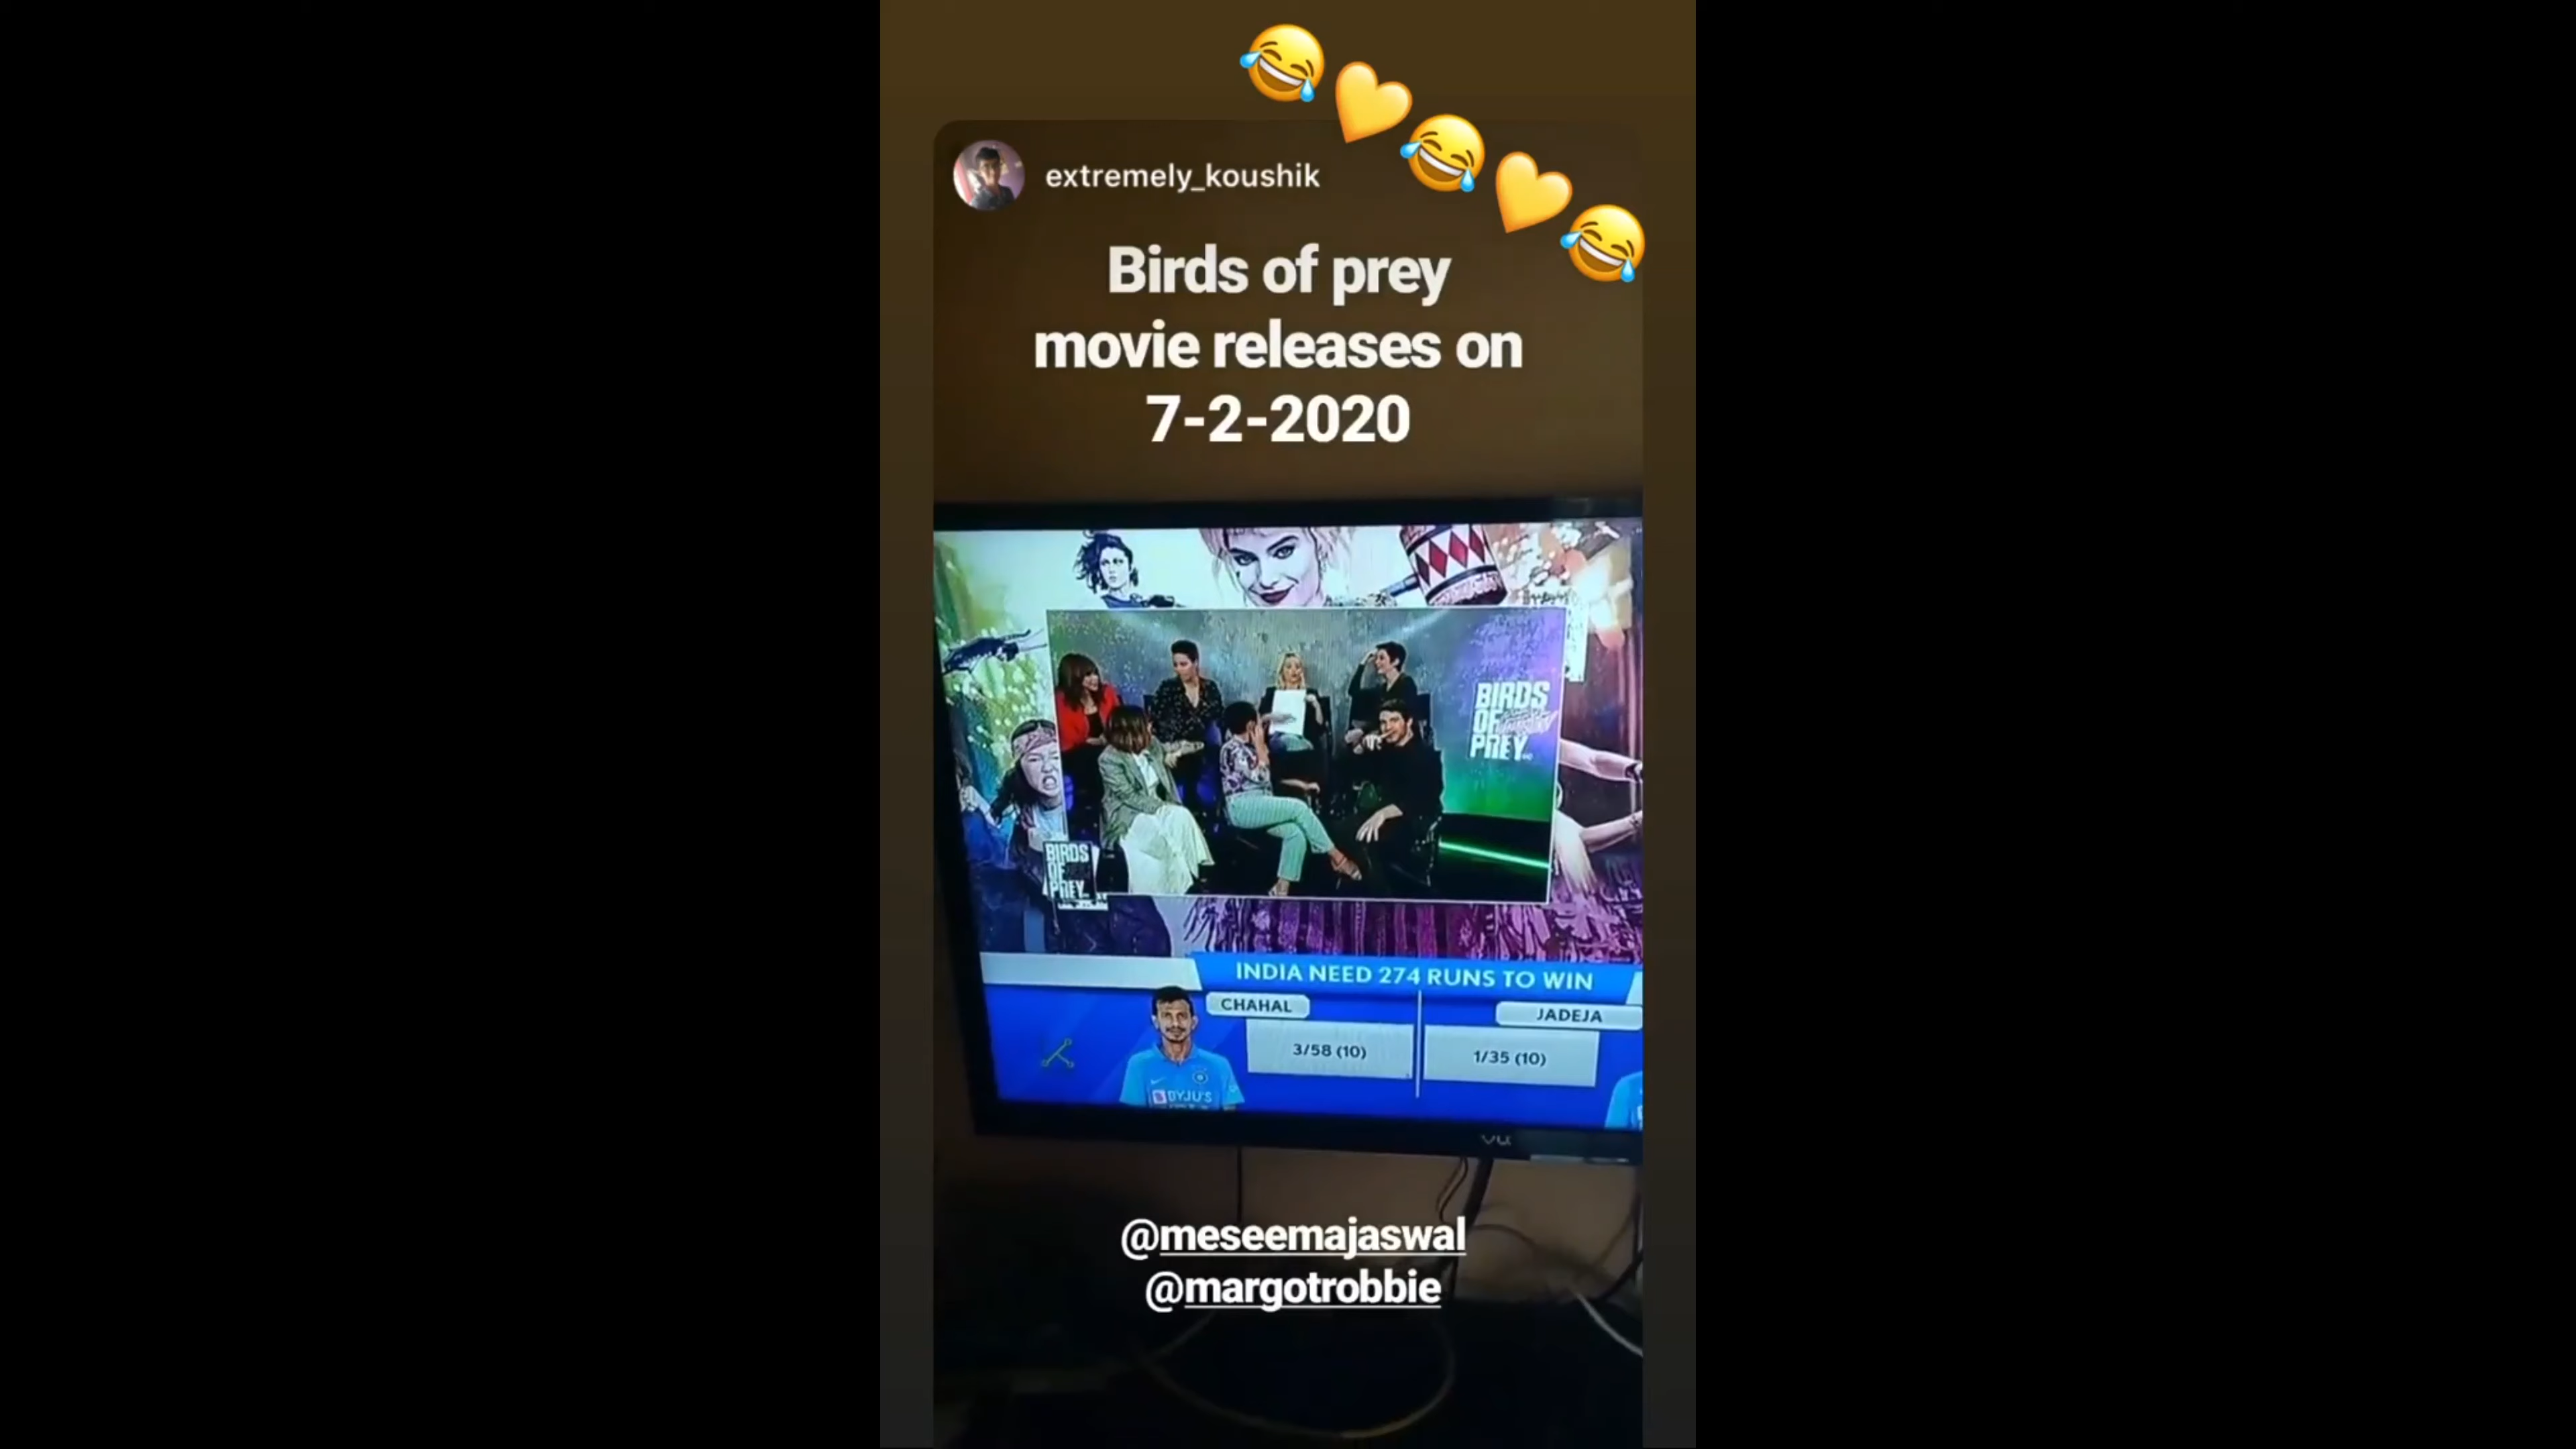 extremely_koushik
Birds of prey
movie releases on
7-2-2020
BIRDS
OF
PREY
BIRDS
OF
PREY
INDIA NEED 274 RUNS TO WIN
CHAHAL
JADEJA
3/58 (10)
1/35 (10)
BYJU'S
vu
@meseemajaswal
@margotrobbie